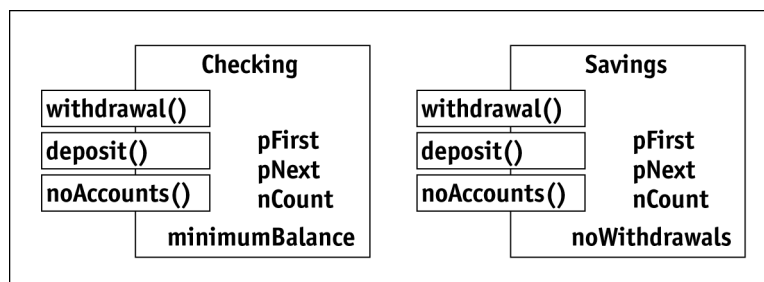 Checking
withdrawal()
deposit()
noAccounts()
pFirst
pNext
nCount
minimumBalance
Savings
withdrawal()
deposit()
noAccounts()
pFirst
pNext
nCount
noWithdrawals